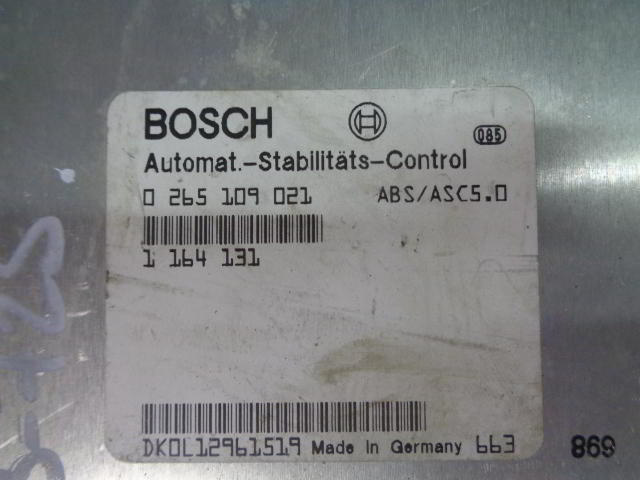 BOSCH
085
Automat.-Stabilitäts-Control
0 265 109 021 ABS/ASC5.0
1 164 131
DKOL12961519 Made in Germany 663
869